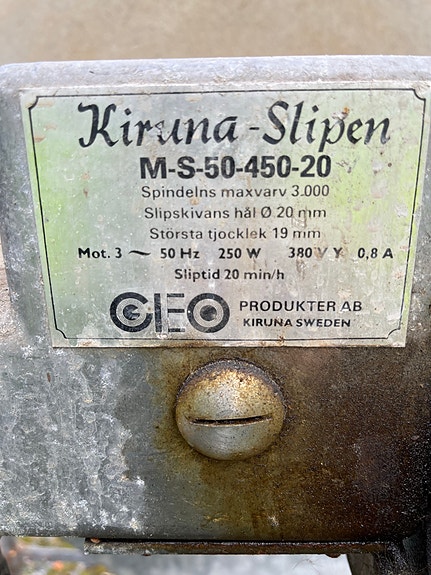 Kiruna-Slipen
M-S-50-450-20
Spindelns maxvarv 3.000
Slipskivans hål Ø 20 mm
Största tjocklek 19 mm
Mot. 3 ~ 50 Hz 250 W 380 V Y 0,8 A
Sliptid 20 min/h
GEO PRODUKTER AB
KIRUNA SWEDEN